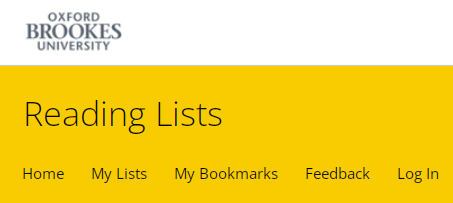 OXFORD
BROOKES
UNIVERSITY
Reading Lists
Home My Lists My Bookmarks Feedback Log In